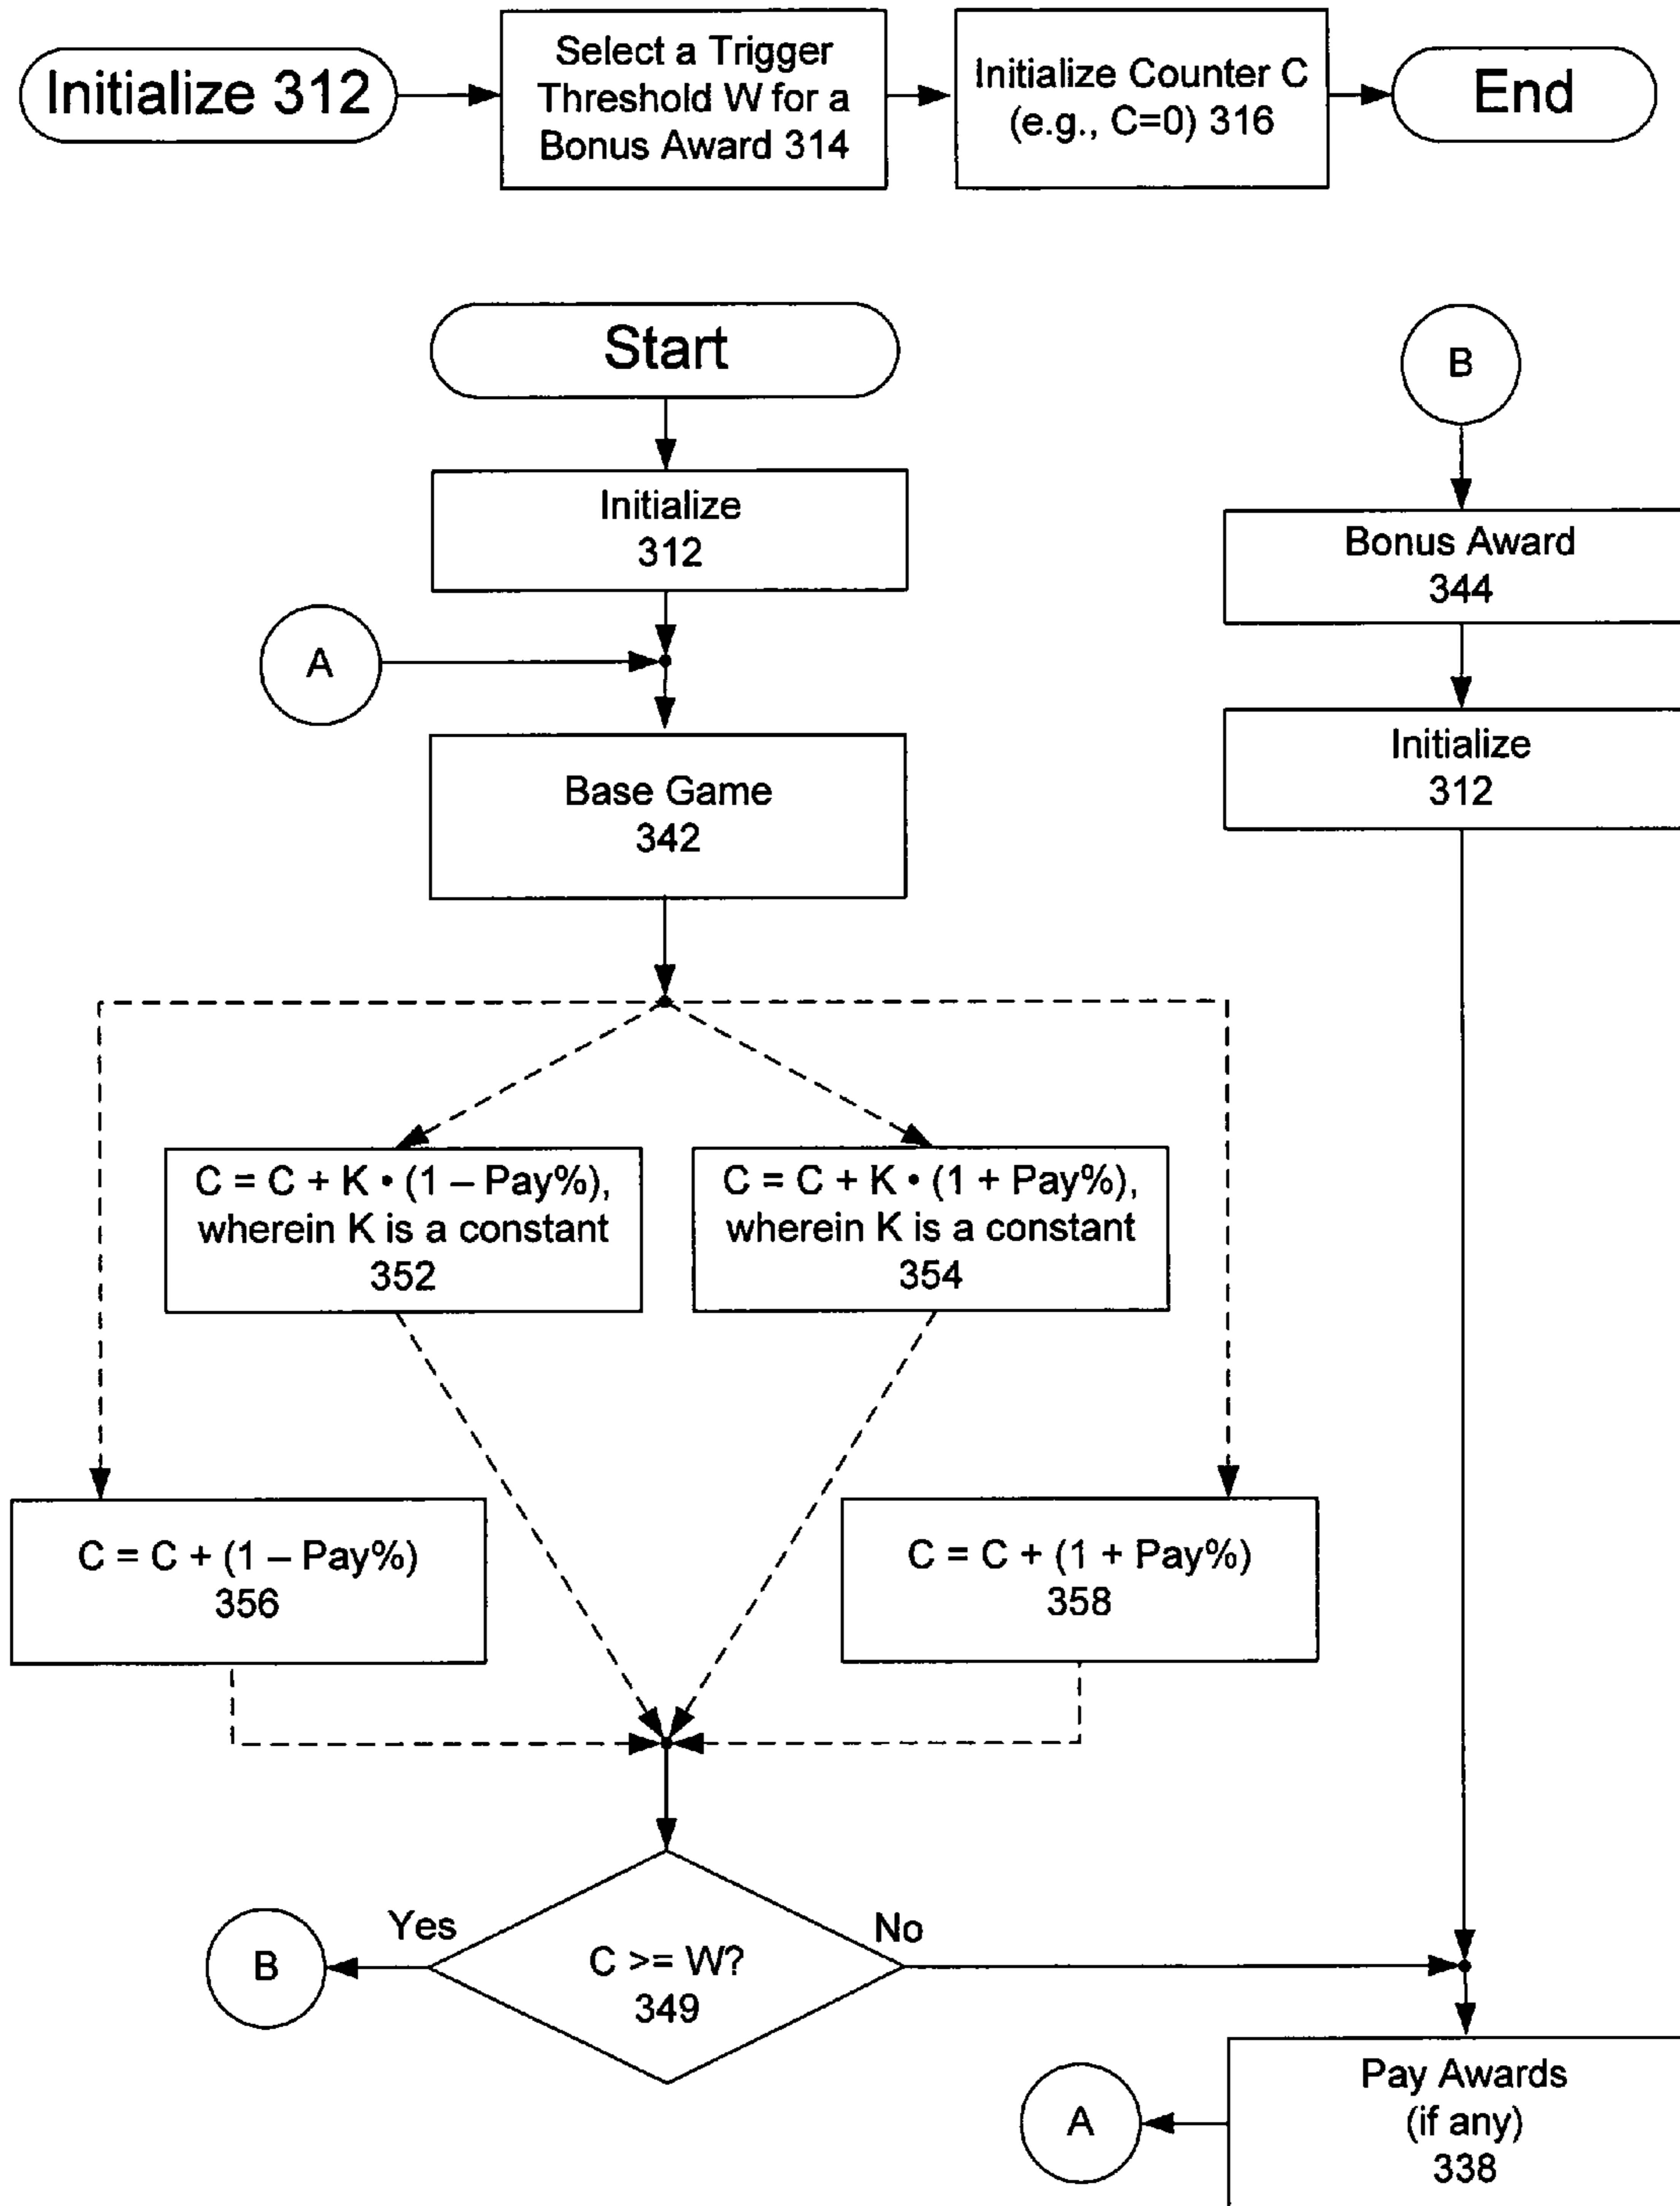 Initialize 312
Select a Trigger
Threshold W for a
Bonus Award 314
Initialize Counter C
(e.g., C=0) 316
End
Start
B
Initialize
312
Bonus Award
344
A
Initialize
312
Base Game
342
C = C + K • (1 – Pay%),
wherein K is a constant
352
C = C + K • (1 + Pay%),
wherein K is a constant
354
C = C + (1 – Pay%)
356
C = C + (1 + Pay%)
358
Yes
No
B
C >= W?
349
Pay Awards
(if any)
338
A